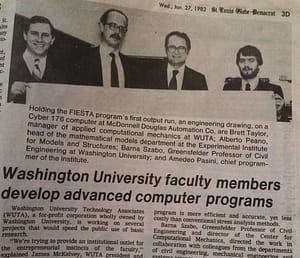 Wed., Jan. 27, 1982 St. Louis Globe-Democrat 3D
Holding the FIESTA program's first output run, an engineering drawing, on a
Cyber 176 computer at McDonnell Douglas Automation Co. are Brett Taylor,
manager of applied computational mechanics at WUTA; Alberto Peano,
head of the mathematical models department at the Experimental Institute
for Models and Structures; Barna Szabo, Greensfelder Professor of Civil
Engineering at Washington University; and Amedeo Pasini, chief program-
mer of the Institute.
Washington University faculty members
develop advanced computer programs
Washington University Technology Associates
(WUTA), a for-profit corporation wholly owned by
Washington University, is working on several
projects that would speed the public use of basic
research.
"We're trying to provide an institutional outlet for
the entrepreneurial instincts of the faculty,"
explained James McKelvey, WUTA president and
program is more efficient and accurate, yet less
costly than conventional stress analysis methods.
Barna Szabo, Greensfelder Professor of Civil
Engineering and director of the Center for
Computational Mechanics, directed the work in
collaboration with colleagues from the departments
of civil engineering, mechanical engineering